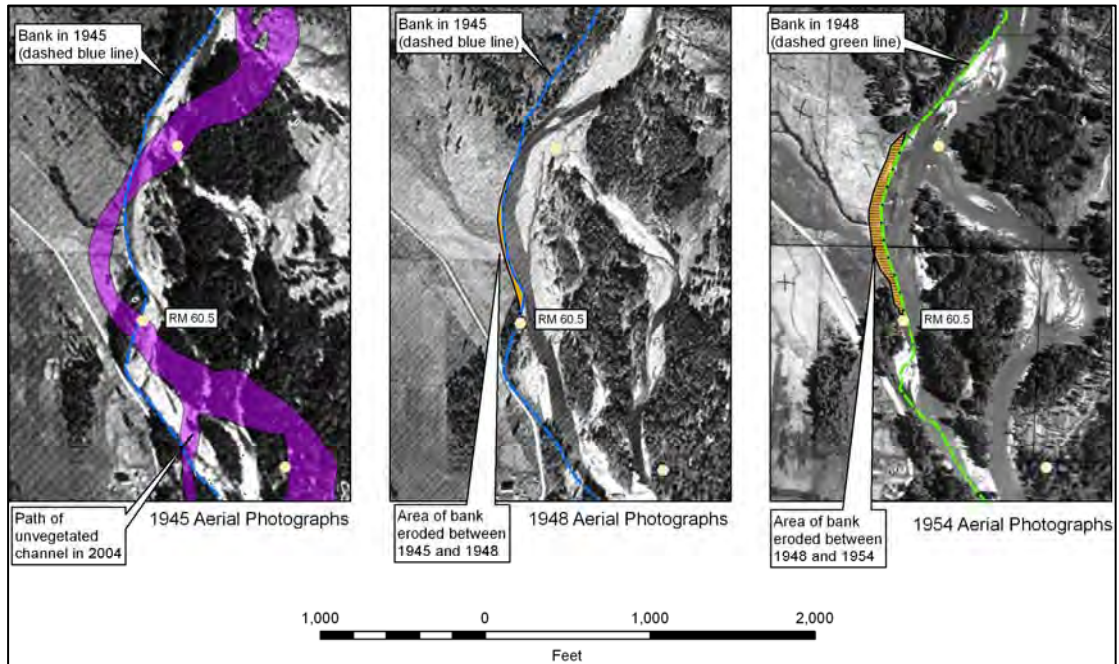 Bank in 1945
(dashed blue line)
RM 60.5
Path of
unvegetated
channel in 2004
1945 Aerial Photographs
Bank in 1945
(dashed blue line)
RM 60.5
Area of bank
eroded between
1945 and 1948
1948 Aerial Photographs
Bank in 1948
(dashed green line)
RM 60.5
Area of bank
eroded between
1948 and 1954
1954 Aerial Photographs
1,000 0 1,000 2,000
Feet